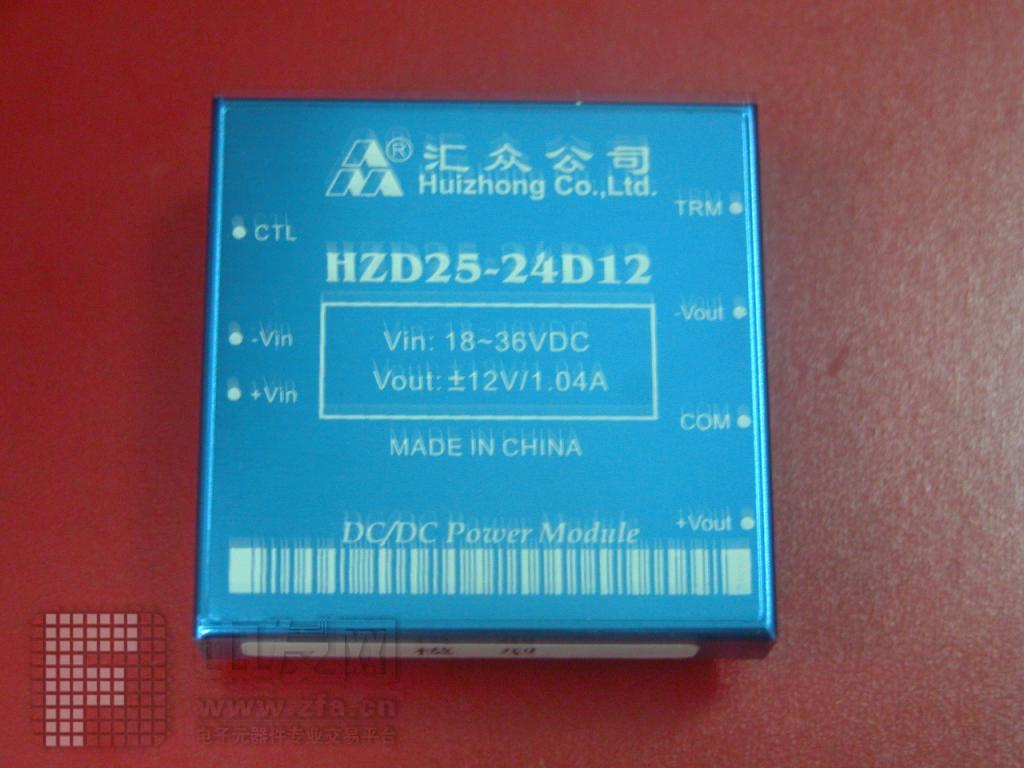 ® 汇众公司
Huizhong Co.,Ltd.
TRM
CTL
HZD25-24D12
-Vout
-Vin
Vin: 18~36VDC
Vout: ±12V/1.04A
+Vin
COM
MADE IN CHINA
+Vout
DC/DC Power Module
www.zfa.cn
电子元器件专业交易平台